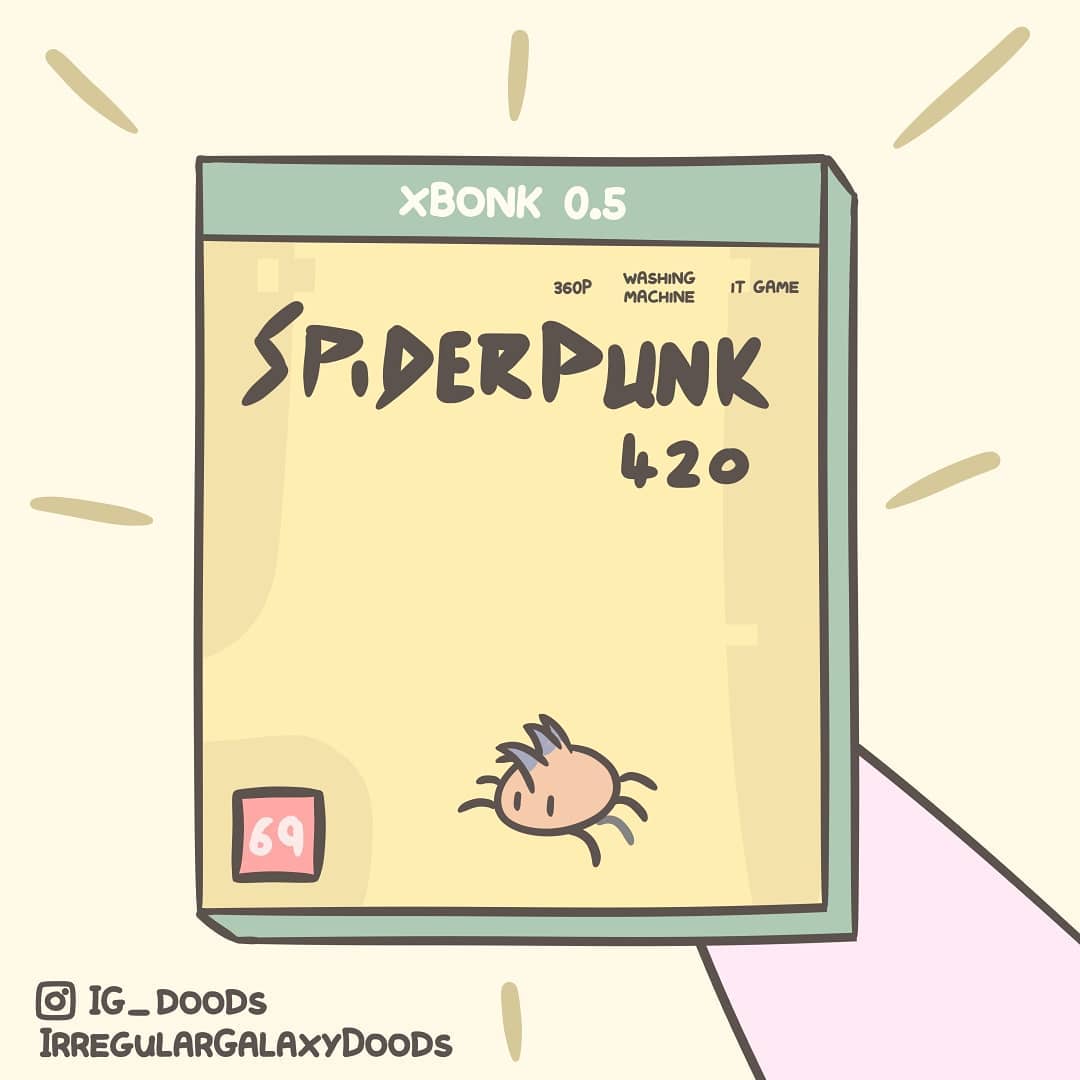 xBONK 0.5
360P WASHING MACHINE iT GAME
SPiDERPUNK
420
69
IG_DOODs
IRREGULARGALAXYDOODs